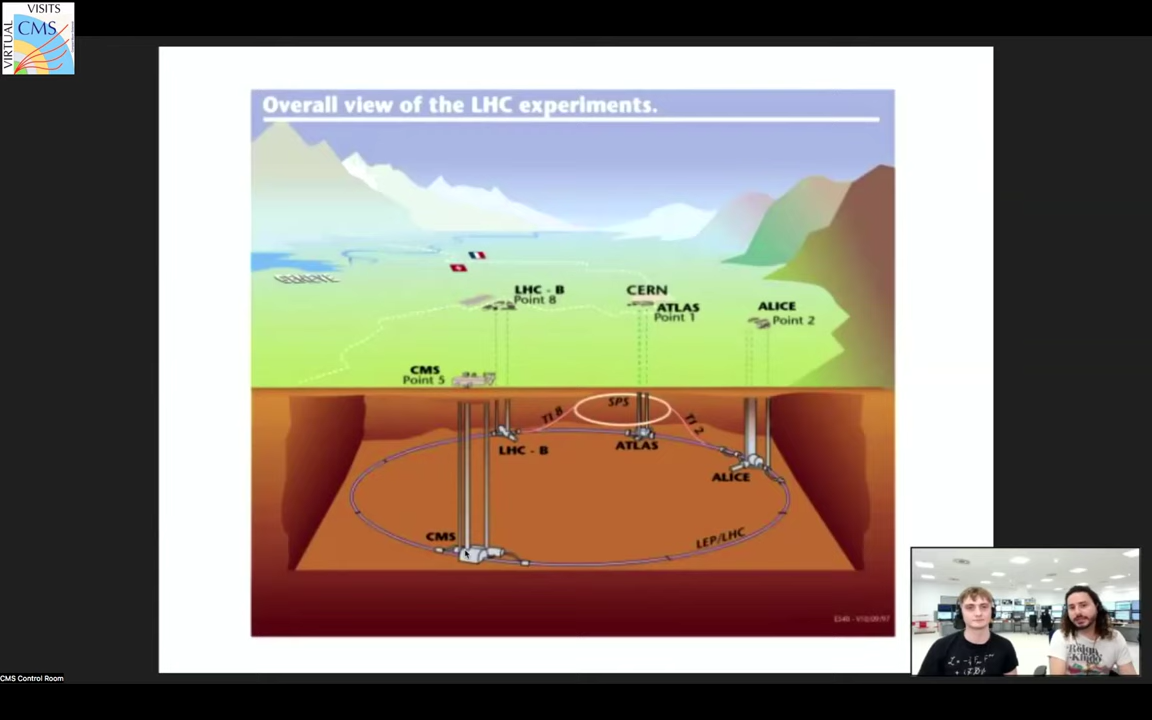 VISITS
CMS
VIRTUAL
Overall view of the LHC experiments.
GENEVE
LHC - B
Point 8
CERN
ATLAS
Point 1
ALICE
Point 2
CMS
Point 5
SPS
TI 8
TI 2
LHC - B
ATLAS
ALICE
CMS
LEP/LHC
CMS Control Room